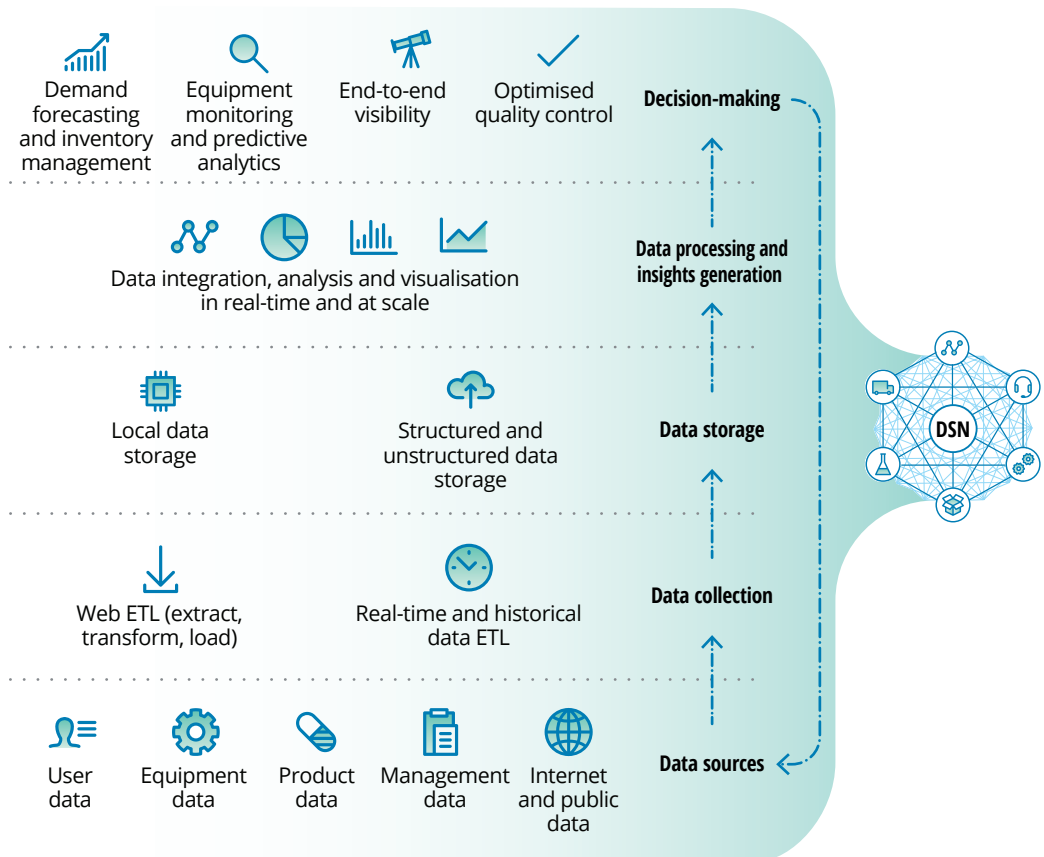 Demand
forecasting
and inventory
management
Equipment
monitoring
and predictive
analytics
End-to-end
visibility
Optimised
quality control
Decision-making
Data integration, analysis and visualisation
in real-time and at scale
Data processing and
insights generation
Local data
storage
Structured and
unstructured data
storage
Data storage
DSN
Web ETL (extract,
transform, load)
Real-time and historical
data ETL
Data collection
User
data
Equipment
data
Product
data
Management
data
Internet
and public
data
Data sources